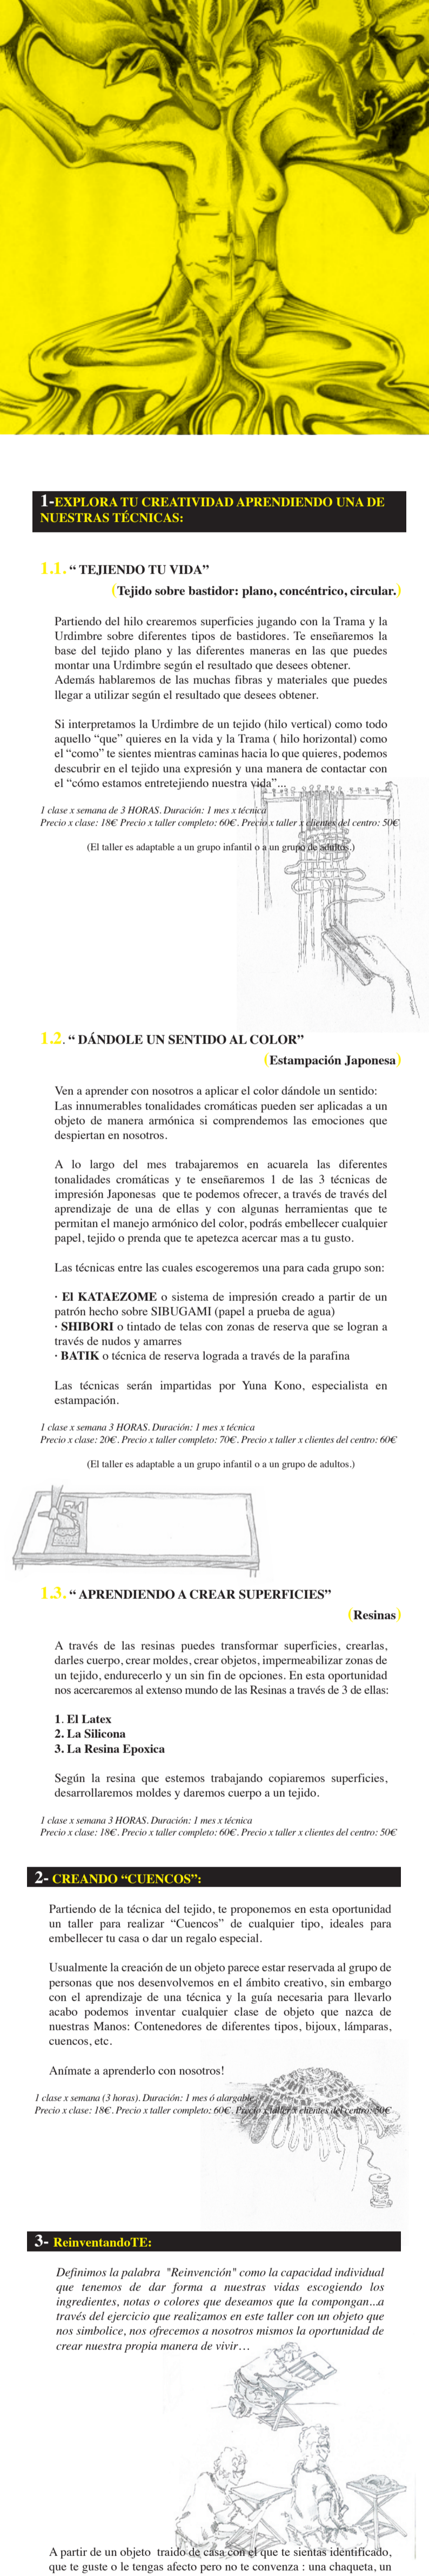 1-EXPLORA TU CREATIVIDAD APRENDIENDO UNA DE
NUESTRAS TÉCNICAS:
1.1. “ TEJIENDO TU VIDA”
(Tejido sobre bastidor: plano, concéntrico, circular.)
Partiendo del hilo crearemos superficies jugando con la Trama y la
Urdimbre sobre diferentes tipos de bastidores. Te enseñaremos la
base del tejido plano y las diferentes maneras en las que puedes
montar una Urdimbre según el resultado que desees obtener.
Además hablaremos de las muchas fibras y materiales que puedes
llegar a utilizar según el resultado que desees obtener.
Si interpretamos la Urdimbre de un tejido (hilo vertical) como todo
aquello “que” quieres en la vida y la Trama ( hilo horizontal) como
el “como” te sientes mientras caminas hacia lo que quieres, podemos
descubrir en el tejido una expresión y una manera de contactar con
el “cómo estamos entretejiendo nuestra vida”...
1 clase x semana de 3 HORAS. Duración: 1 mes x técnica
Precio x clase: 18€ Precio x taller completo: 60€. Precio x taller x clientes del centro: 50€
(El taller es adaptable a un grupo infantil o a un grupo de adultos.)
1.2. “ DÁNDOLE UN SENTIDO AL COLOR”
(Estampación Japonesa)
Ven a aprender con nosotros a aplicar el color dándole un sentido:
Las innumerables tonalidades cromáticas pueden ser aplicadas a un
objeto de manera armónica si comprendemos las emociones que
despiertan en nosotros.
A lo largo del mes trabajaremos en acuarela las diferentes
tonalidades cromáticas y te enseñaremos 1 de las 3 técnicas de
impresión Japonesas que te podemos ofrecer, a través de través del
aprendizaje de una de ellas y con algunas herramientas que te
permitan el manejo armónico del color, podrás embellecer cualquier
papel, tejido o prenda que te apetezca acercar mas a tu gusto.
Las técnicas entre las cuales escogeremos una para cada grupo son:
· El KATAEZOME o sistema de impresión creado a partir de un
patrón hecho sobre SIBUGAMI (papel a prueba de agua)
· SHIBORI o tintado de telas con zonas de reserva que se logran a
través de nudos y amarres
· BATIK o técnica de reserva lograda a través de la parafina
Las técnicas serán impartidas por Yuna Kono, especialista en
estampación.
1 clase x semana 3 HORAS. Duración: 1 mes x técnica
Precio x clase: 20€. Precio x taller completo: 70€. Precio x taller x clientes del centro: 60€
(El taller es adaptable a un grupo infantil o a un grupo de adultos.)
1.3. “ APRENDIENDO A CREAR SUPERFICIES”
(Resinas)
A través de las resinas puedes transformar superficies, crearlas,
darles cuerpo, crear moldes, crear objetos, impermeabilizar zonas de
un tejido, endurecerlo y un sin fin de opciones. En esta oportunidad
nos acercaremos al extenso mundo de las Resinas a través de 3 de ellas:
1. El Latex
2. La Silicona
3. La Resina Epoxica
Según la resina que estemos trabajando copiaremos superficies,
desarrollaremos moldes y daremos cuerpo a un tejido.
1 clase x semana 3 HORAS. Duración: 1 mes x técnica
Precio x clase: 18€. Precio x taller completo: 60€. Precio x taller x clientes del centro: 50€
2- CREANDO “CUENCOS”:
Partiendo de la técnica del tejido, te proponemos en esta oportunidad
un taller para realizar “Cuencos” de cualquier tipo, ideales para
embellecer tu casa o dar un regalo especial.
Usualmente la creación de un objeto parece estar reservada al grupo de
personas que nos desenvolvemos en el ámbito creativo, sin embargo
con el aprendizaje de una técnica y la guía necesaria para llevarlo
acabo podemos inventar cualquier clase de objeto que nazca de
nuestras Manos: Contenedores de diferentes tipos, bijoux, lámparas,
cuencos, etc.
Anímate a aprenderlo con nosotros!
1 clase x semana (3 horas). Duración: 1 mes ó alargable
Precio x clase: 18€. Precio x taller completo: 60€. Precio x taller x clientes del centro: 50€
3- ReinventandoTE:
Definimos la palabra "Reinvención" como la capacidad individual
que tenemos de dar forma a nuestras vidas escogiendo los
ingredientes, notas o colores que deseamos que la compongan...a
través del ejercicio que realizamos en este taller con un objeto que
nos simbolice, nos ofrecemos a nosotros mismos la oportunidad de
crear nuestra propia manera de vivir…
A partir de un objeto traido de casa con el que te sientas identificado,
que te guste o le tengas afecto pero no te convenza : una chaqueta, un